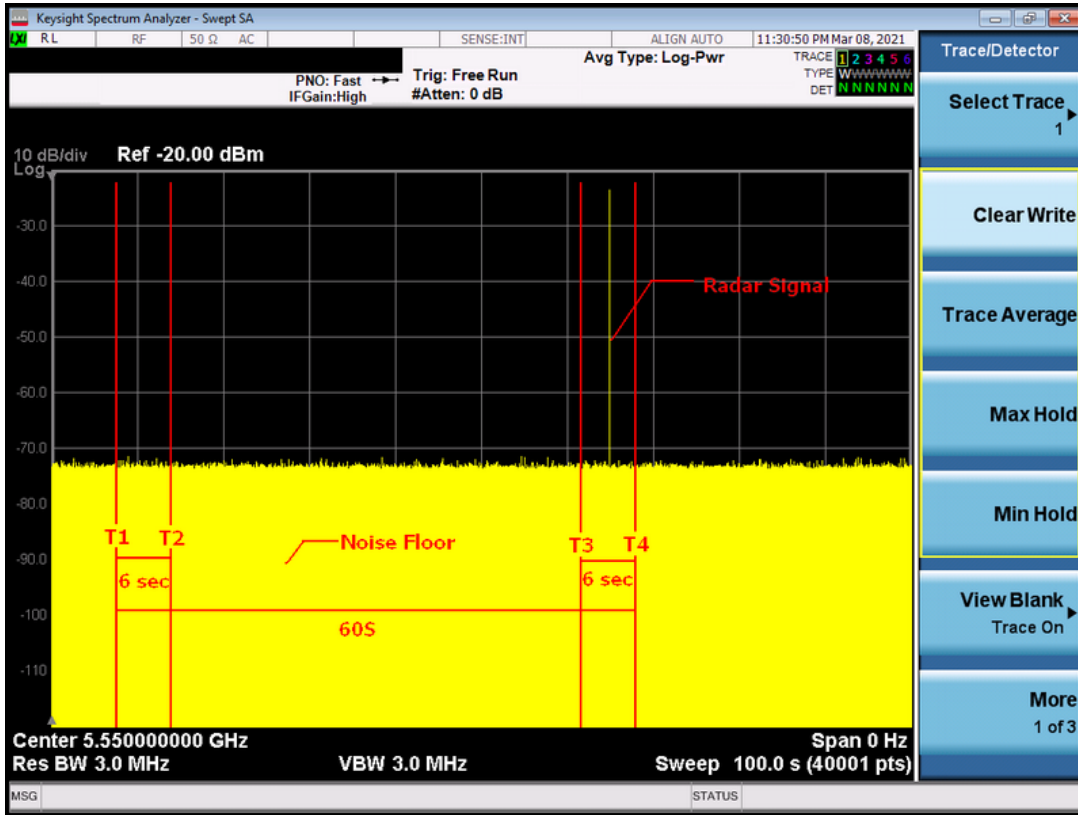 Keysight Spectrum Analyzer - Swept SA
LXI RL RF 50 Ω AC SENSE:INT ALIGN AUTO 11:30:50 PM Mar 08, 2021
Avg Type: Log-Pwr
TRACE 1 2 3 4 5 6
TYPE W
DET N N N N N N
PNO: Fast
IFGain:High
Trig: Free Run
#Atten: 0 dB
10 dB/div Ref -20.00 dBm
Log
-30.0
-40.0
Radar Signal
-50.0
-60.0
-70.0
-80.0
T1 T2 Noise Floor T3 T4
-90.0
6 sec 6 sec
-100
60S
-110
Center 5.550000000 GHz Span 0 Hz
Res BW 3.0 MHz VBW 3.0 MHz Sweep 100.0 s (40001 pts)
MSG STATUS
Trace/Detector
Select Trace
1
Clear Write
Trace Average
Max Hold
Min Hold
View Blank
Trace On
More
1 of 3